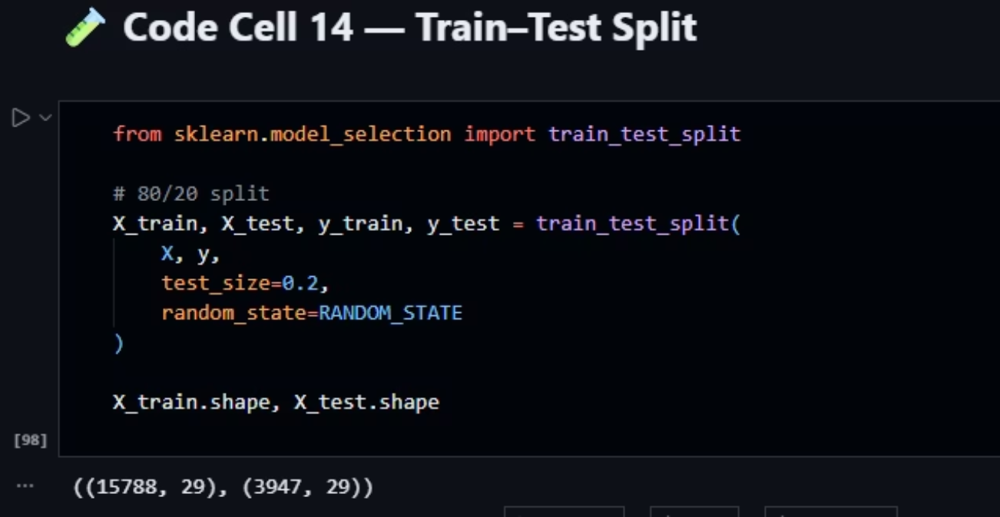 Code Cell 14 — Train–Test Split
from sklearn.model_selection import train_test_split
# 80/20 split
X_train, X_test, y_train, y_test = train_test_split(
X, y,
test_size=0.2,
random_state=RANDOM_STATE
)
X_train.shape, X_test.shape
[98]
... ((15788, 29), (3947, 29))